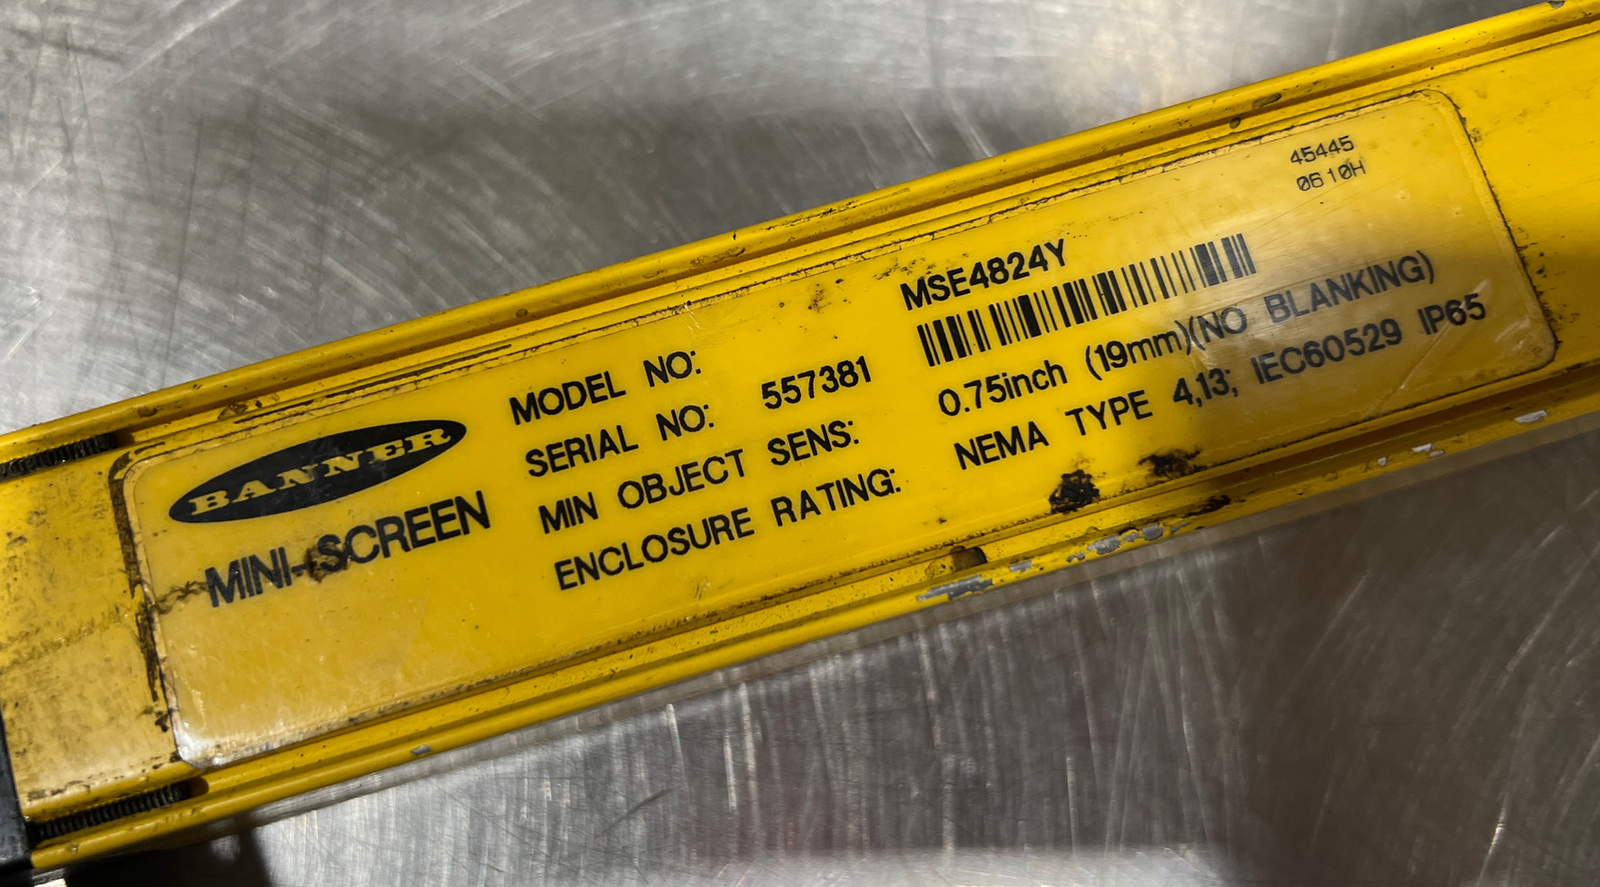 45445
0610H
BANNER
MINI-SCREEN
MODEL NO: MSE4824Y
SERIAL NO: 557381
MIN OBJECT SENS: 0.75inch (19mm)(NO BLANKING)
ENCLOSURE RATING: NEMA TYPE 4,13; IEC60529 IP65